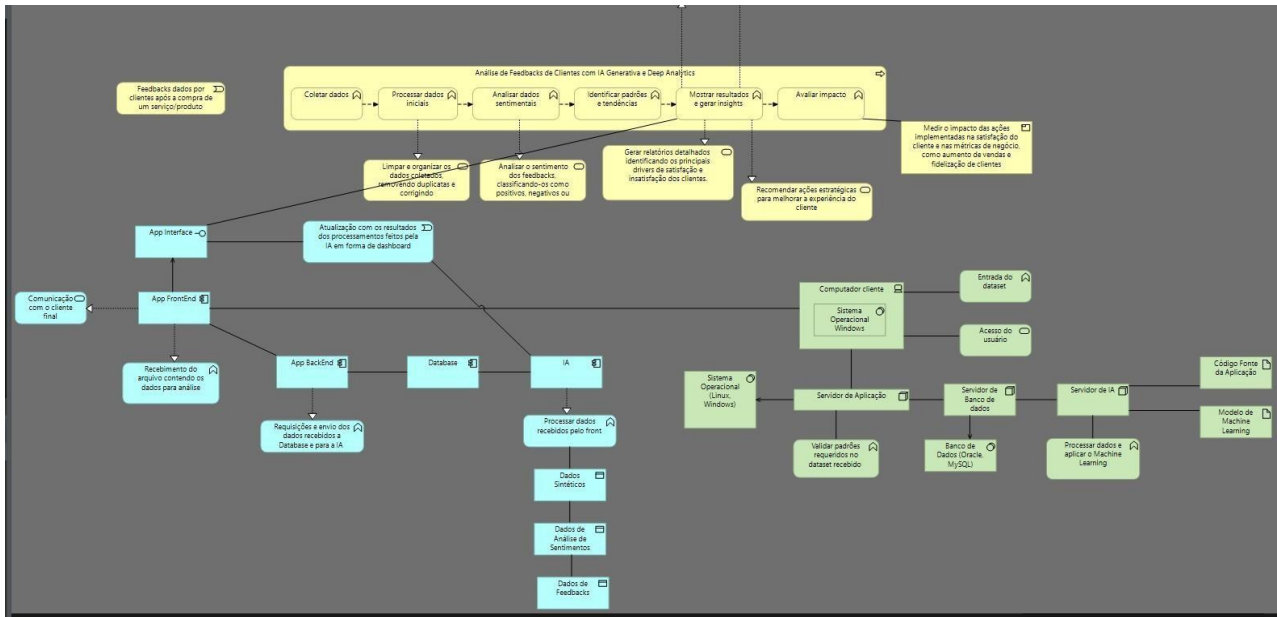 Análise de Feedbacks de Clientes com IA Generativa e Deep Analytics
Feedbacks dados por
clientes após a compra de
um serviço/produto
Coletar dados
Processar dados
iniciais
Analisar dados
sentimentais
Identificar padrões
e tendências
Mostrar resultados
e gerar insights
Avaliar impacto
Limpar e organizar os
dados coletados,
removendo duplicatas e
corrigindo
Analisar o sentimento
dos feedbacks,
classificando-os como
positivos, negativos ou
Gerar relatórios detalhados
identificando os principais
drivers de satisfação e
insatisfação dos clientes.
Recomendar ações estratégicas
para melhorar a experiência do
cliente
Medir o impacto das ações
implementadas na satisfação do
cliente e nas métricas de negócio,
como aumento de vendas e
fidelização de clientes
App Interface
Atualização com os resultados
dos processamentos feitos pela
IA em forma de dashboard
Comunicação
com o cliente
final
App FrontEnd
Recebimento do
arquivo contendo os
dados para análise
App BackEnd
Database
IA
Requisições e envio dos
dados recebidos a
Database e para a IA
Processar dados
recebidos pelo front
Dados
Sintéticos
Dados de
Análise de
Sentimentos
Dados de
Feedbacks
Computador cliente
Sistema
Operacional
Windows
Entrada do
dataset
Acesso do
usuário
Sistema
Operacional
(Linux,
Windows)
Servidor de Aplicação
Servidor de
Banco de
dados
Servidor de IA
Código Fonte
da Aplicação
Modelo de
Machine
Learning
Validar padrões
requeridos no
dataset recebido
Banco de
Dados (Oracle,
MySQL)
Processar dados e
aplicar o Machine
Learning